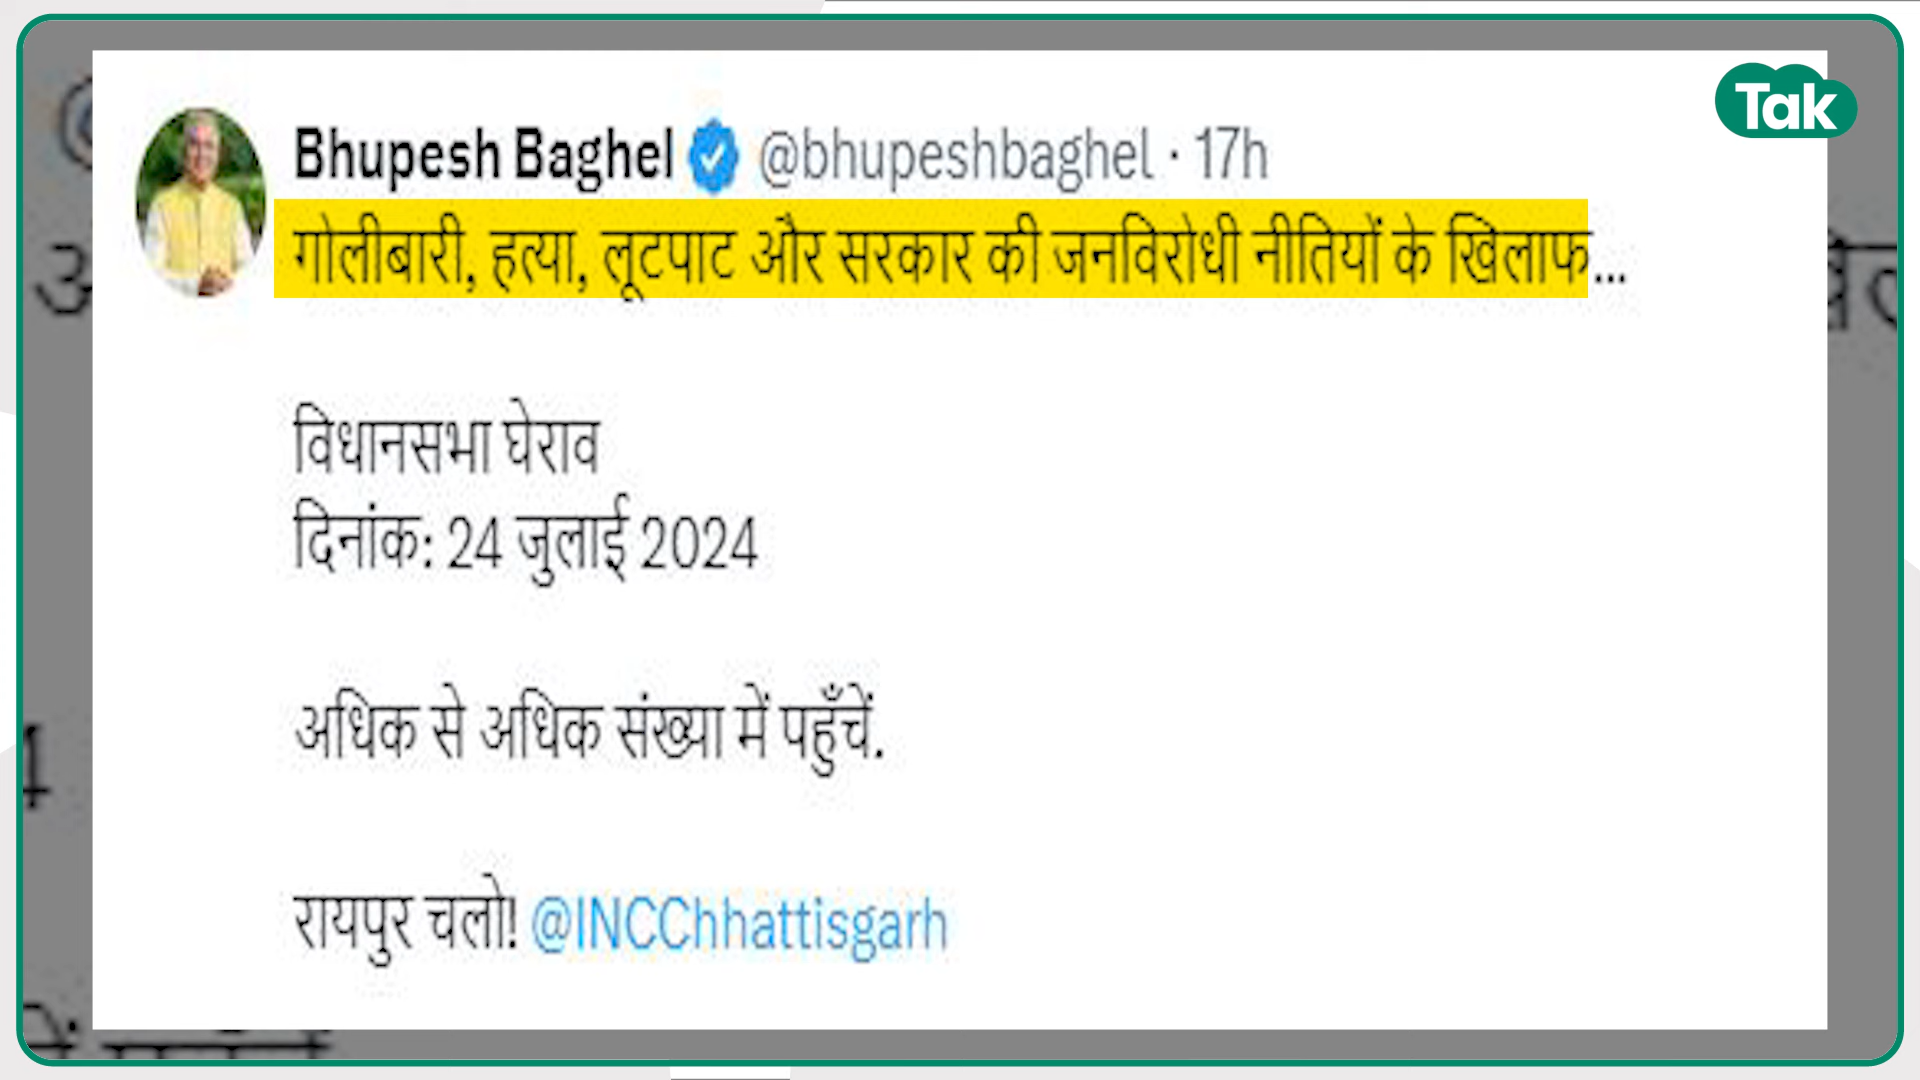 Tak
Bhupesh Baghel @bhupeshbaghel · 17h
गोलीबारी, हत्या, लूटपाट और सरकार की जनविरोधी नीतियों के खिलाफ...
विधानसभा घेराव
दिनांक: 24 जुलाई 2024
अधिक से अधिक संख्या में पहुँचें.
रायपुर चलो! @INCChhattisgarh